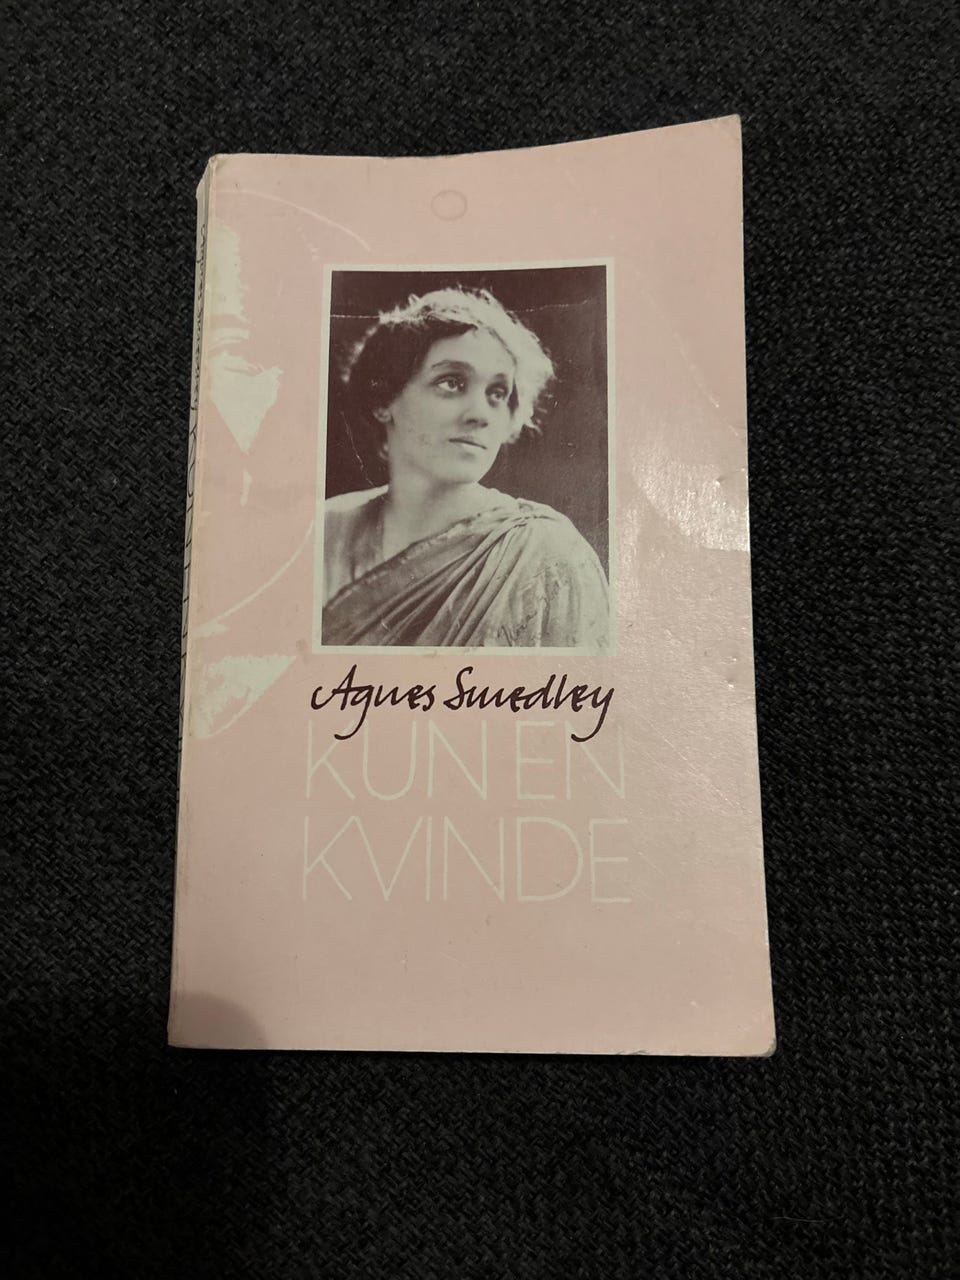 Agnes Smedley
KUN EN
KVINDE